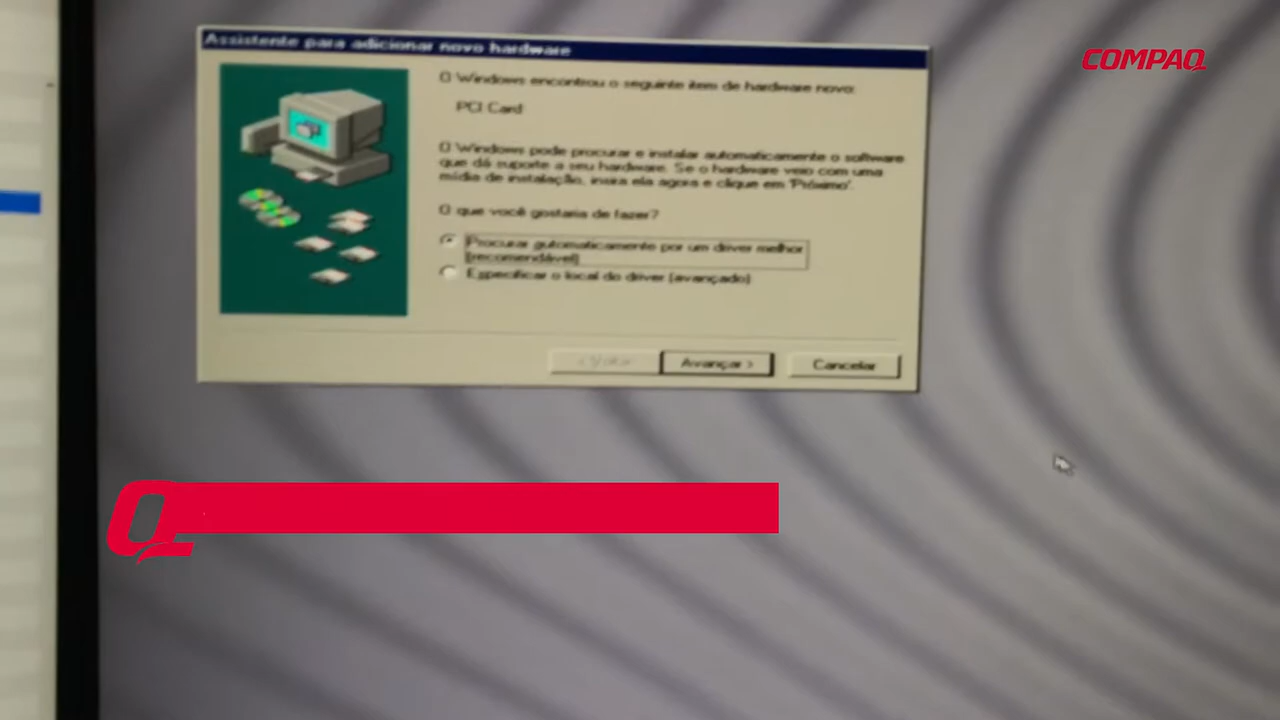 Assistente para adicionar novo hardware
COMPAQ
O Windows encontrou o seguinte item de hardware novo:
PCI Card
O Windows pode procurar e instalar automaticamente o software
que dá suporte a seu hardware. Se o hardware veio com uma
mídia de instalação, insira ela agora e clique em 'Próximo'.
O que você gostaria de fazer?
Procurar automaticamente por um driver melhor
(recomendável)
Especificar o local do driver (avançado)
< Voltar
Avançar >
Cancelar
Q